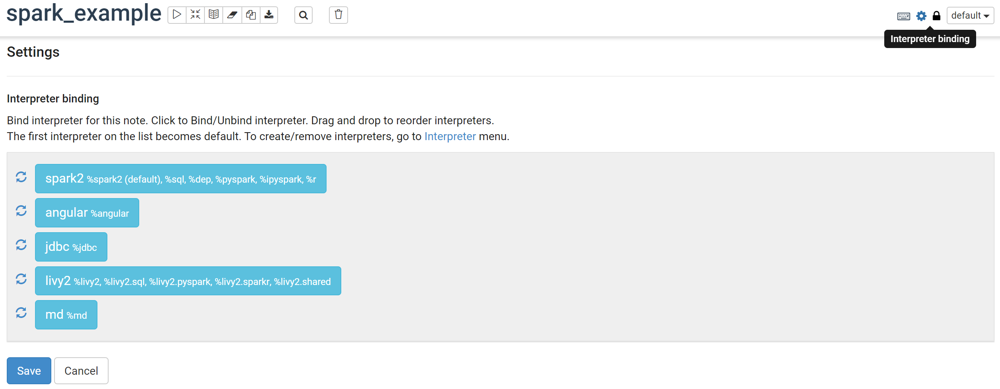 spark_example
default
Interpreter binding
Settings
Interpreter binding
Bind interpreter for this note. Click to Bind/Unbind interpreter. Drag and drop to reorder interpreters.
The first interpreter on the list becomes default. To create/remove interpreters, go to Interpreter menu.
spark2 %spark2 (default), %sql, %dep, %pyspark, %ipyspark, %r
angular %angular
jdbc %jdbc
livy2 %livy2, %livy2.sql, %livy2.pyspark, %livy2.sparkr, %livy2.shared
md %md
Save Cancel